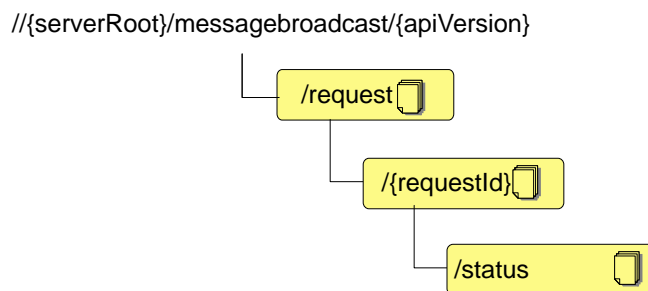 //{serverRoot}/messagebroadcast/{apiVersion}
/request
/{requestId}
/status